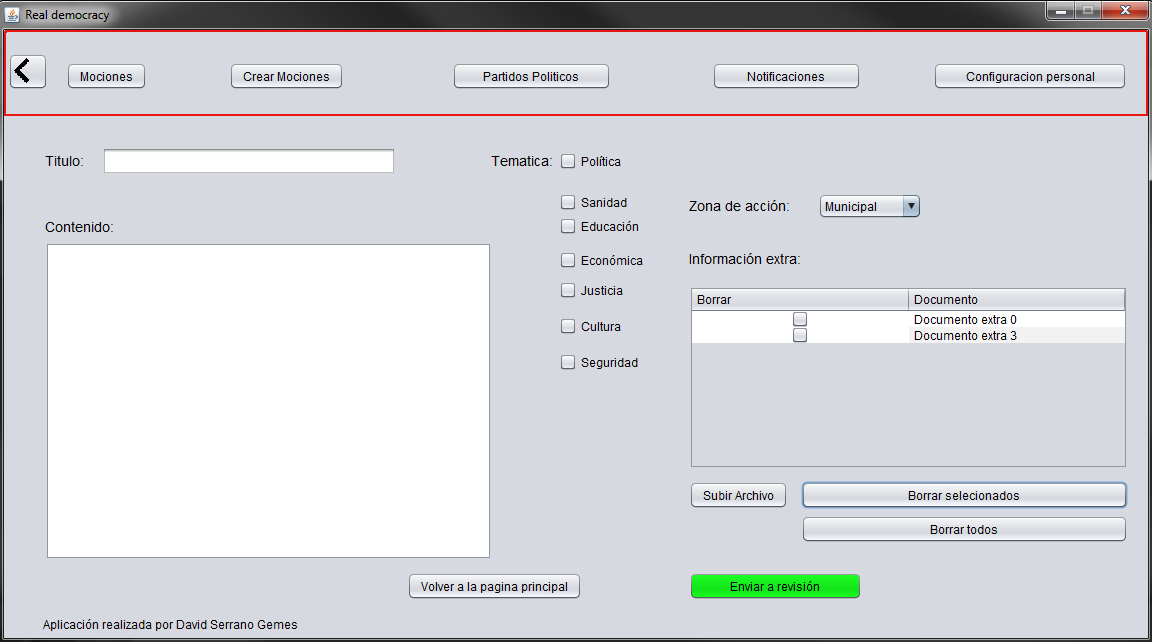 Real democracy
Mociones
Crear Mociones
Partidos Politicos
Notificaciones
Configuracion personal
Titulo:
Tematica:
Política
Sanidad
Educación
Económica
Justicia
Cultura
Seguridad
Zona de acción:
Municipal
Contenido:
Información extra:
Borrar
Documento
Documento extra 0
Documento extra 3
Subir Archivo
Borrar selecionados
Borrar todos
Volver a la pagina principal
Enviar a revisión
Aplicación realizada por David Serrano Gemes